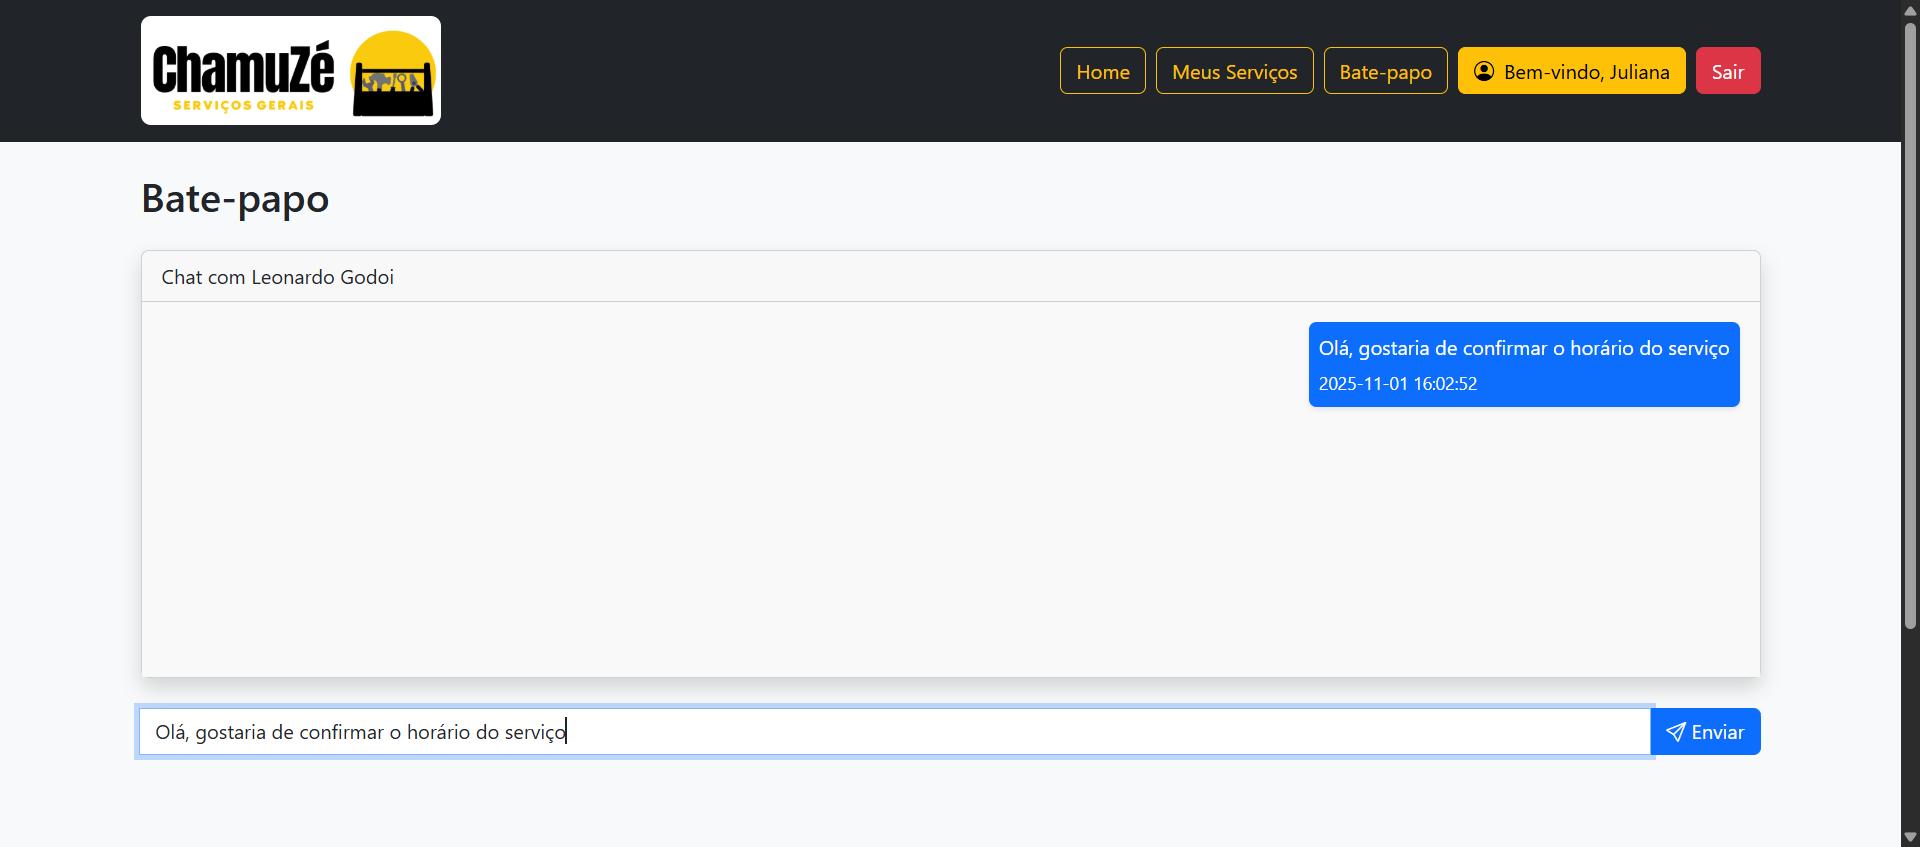 ChamuZé
SERVIÇOS GERAIS
Home
Meus Serviços
Bate-papo
Bem-vindo, Juliana
Sair
Bate-papo
Chat com Leonardo Godoi
Olá, gostaria de confirmar o horário do serviço
2025-11-01 16:02:52
Olá, gostaria de confirmar o horário do serviço
Enviar